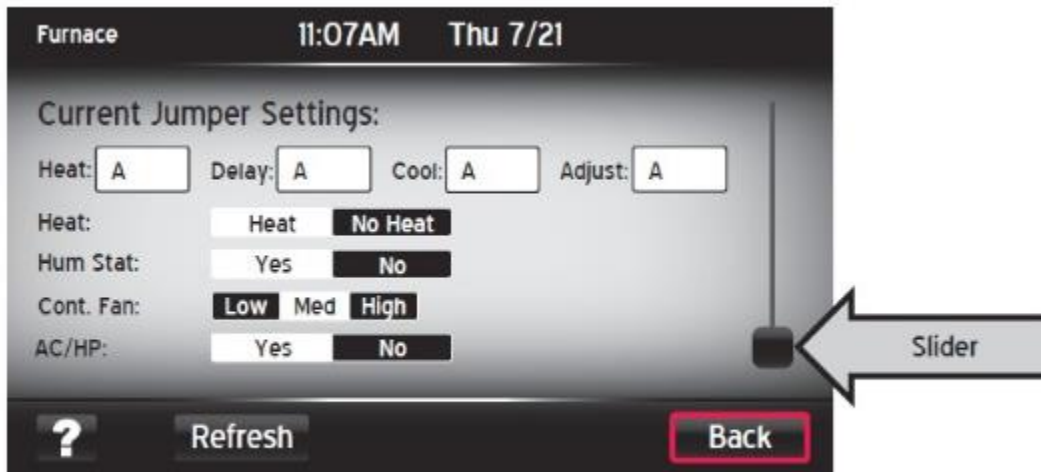 Furnace 11:07AM Thu 7/21
Current Jumper Settings:
Heat: A Delay: A Cool: A Adjust: A
Heat: Heat No Heat
Hum Stat: Yes No
Cont. Fan: Low Med High
AC/HP: Yes No
Slider
? Refresh Back